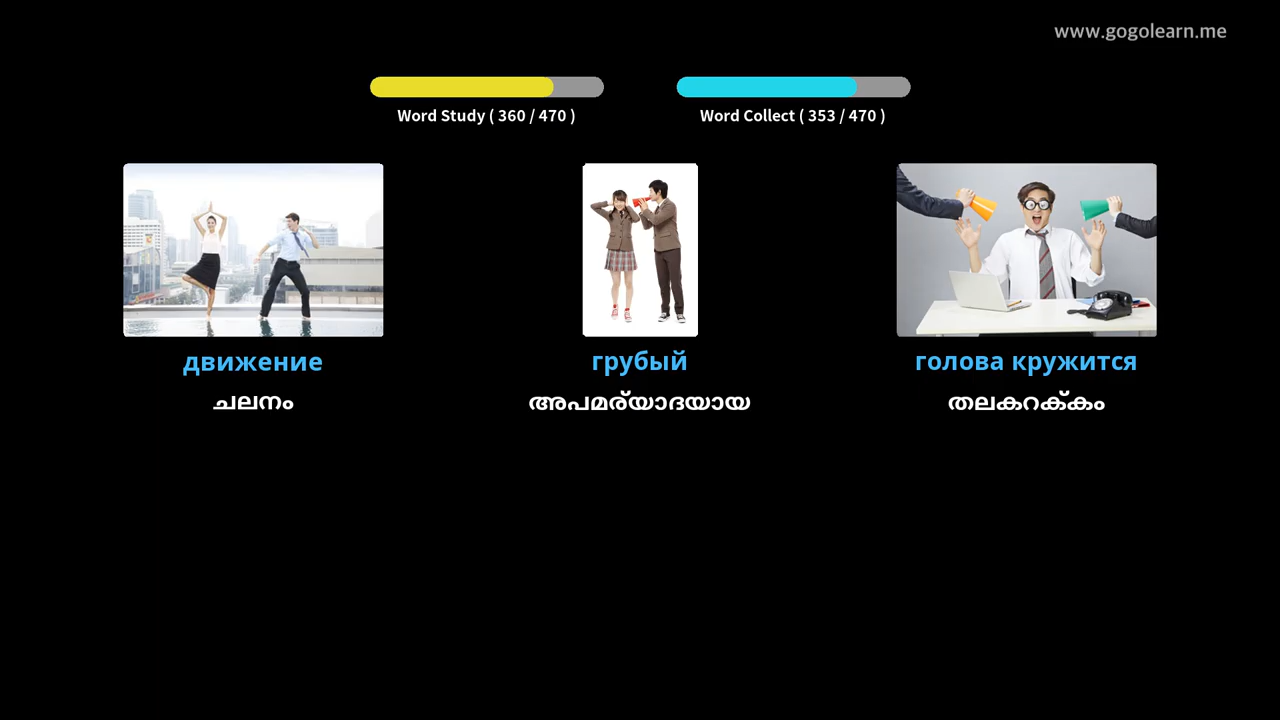 www.gogolearn.me
Word Study ( 360 / 470 )
Word Collect ( 353 / 470 )
движение
грубый
голова кружится
ചലനം
അപമര്യാദയായ
തലകറക്കം